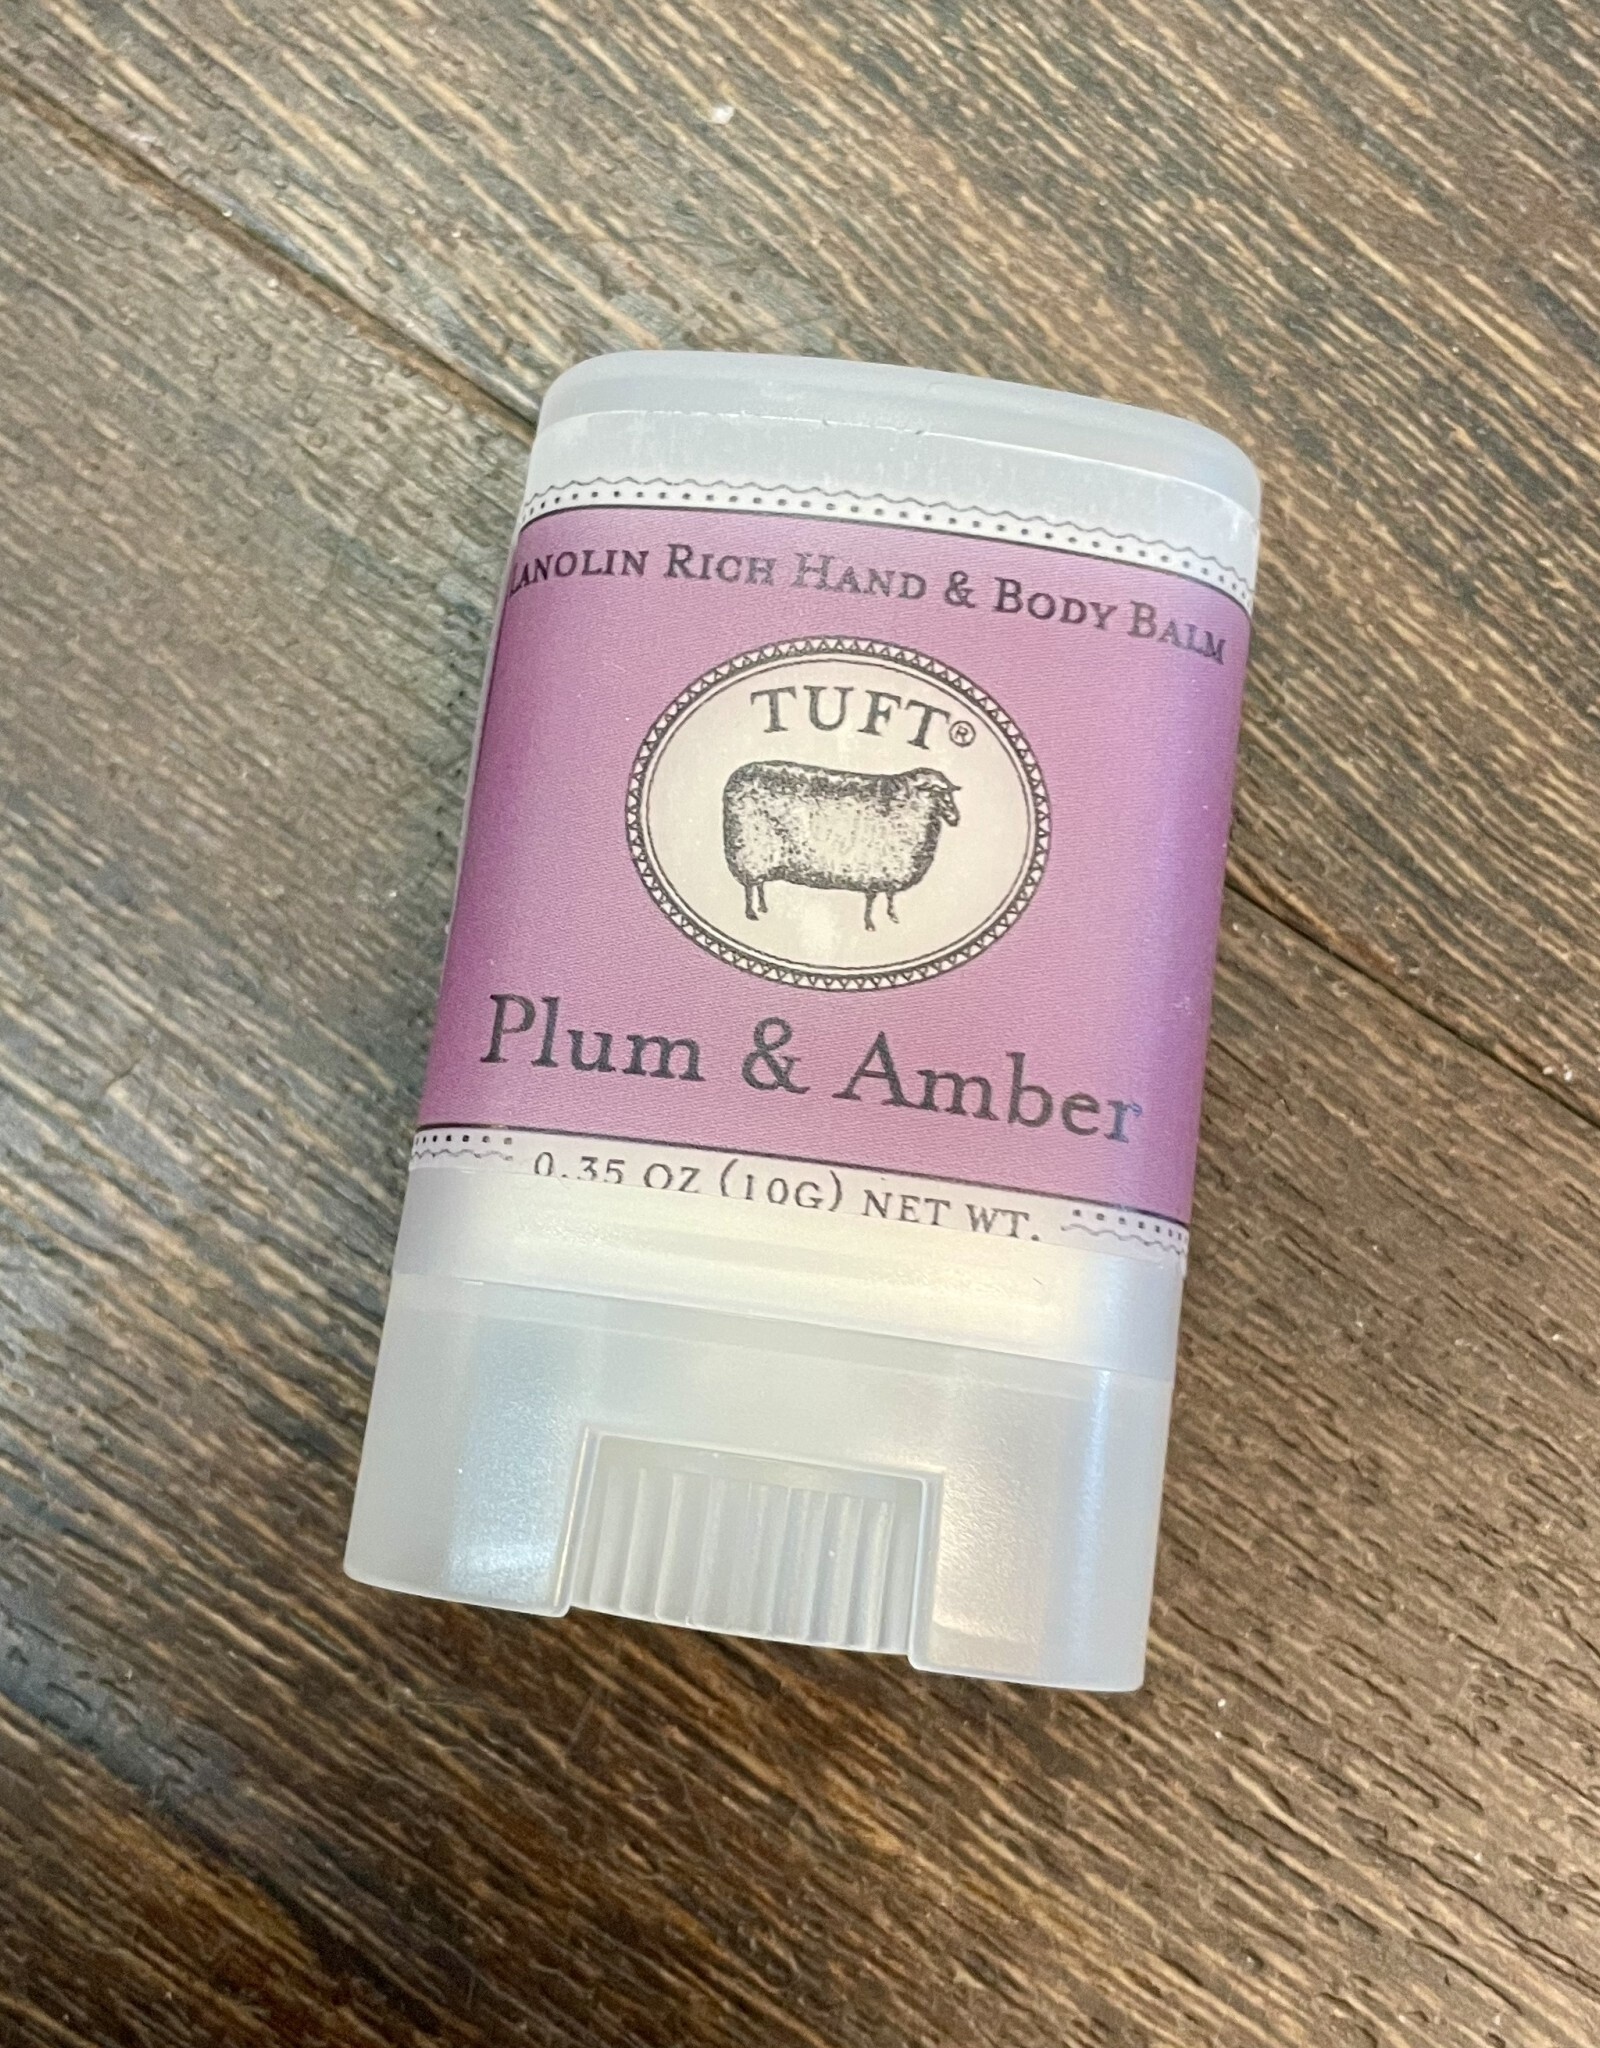 Lanolin Rich Hand & Body Balm
TUFT®
Plum & Amber
0.35 OZ (10G) NET WT.